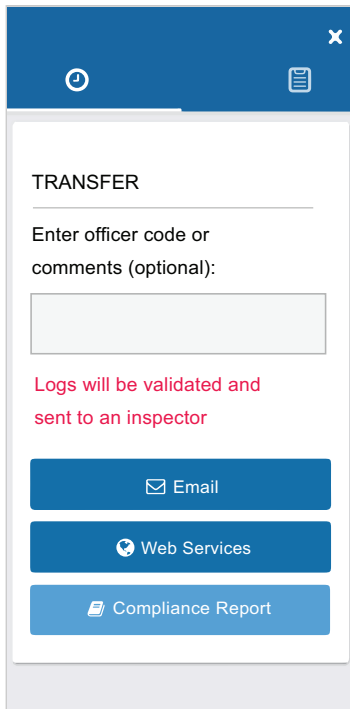 TRANSFER
Enter officer code or
comments (optional):
Logs will be validated and
sent to an inspector
Email
Web Services
Compliance Report